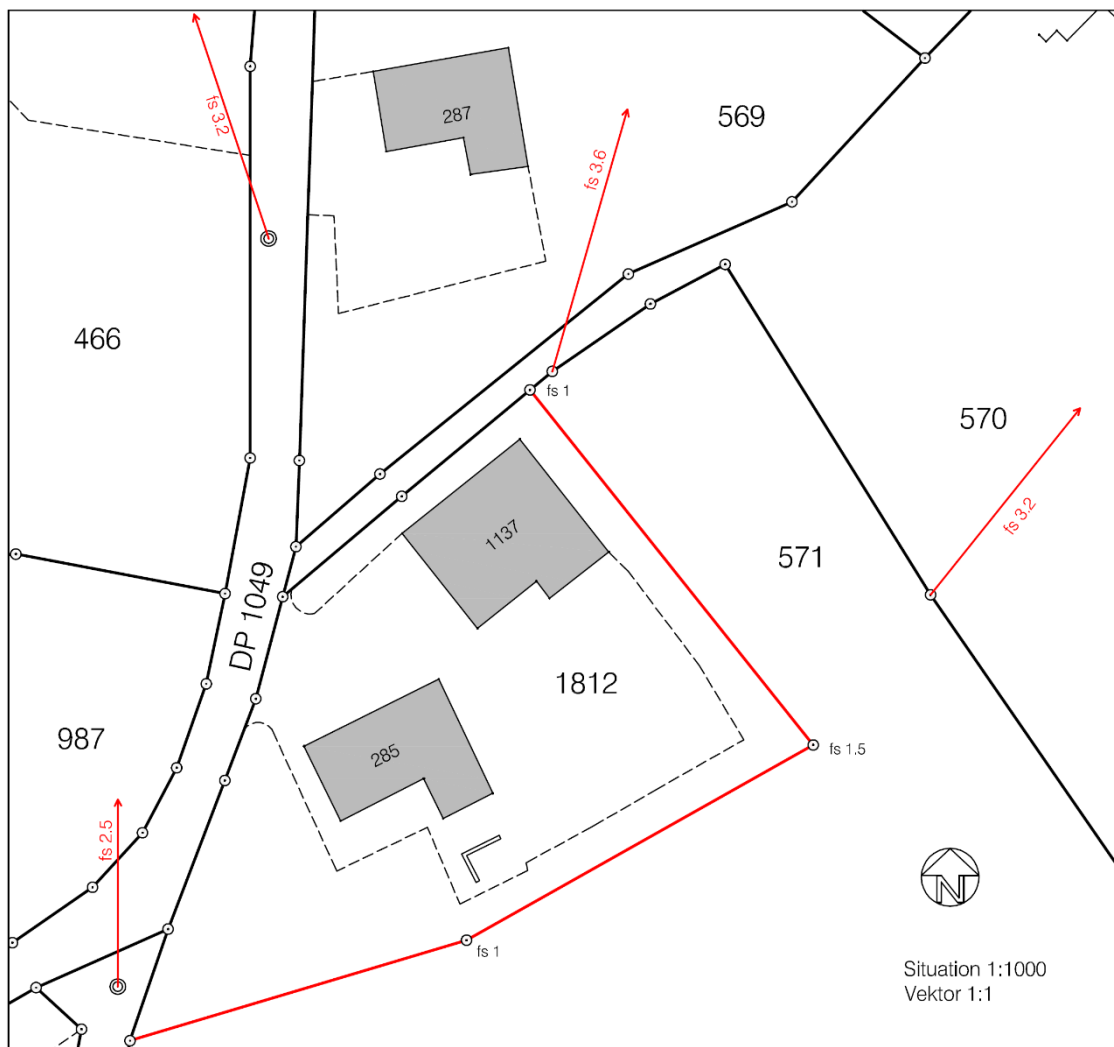 fs 3.2
287
569
fs 3.6
466
fs 1
570
fs 3.2
1137
571
DP 1049
1812
987
285
fs 1.5
fs 2.5
N
fs 1
Situation 1:1000
Vektor 1:1